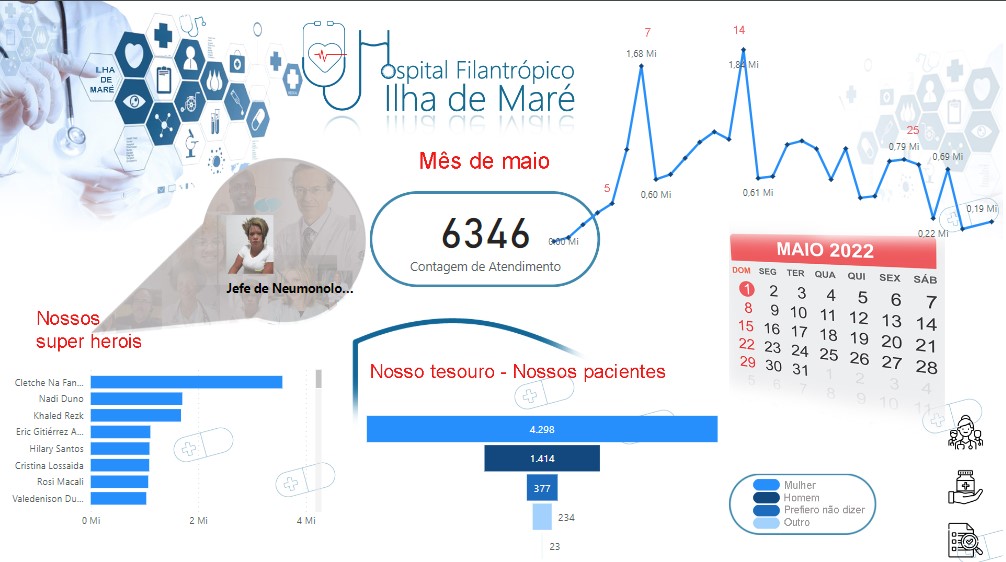 ILHA
DE
MARÉ
Hospital Filantrópico
Ilha de Maré
Mês de maio
6346
Contagem de Atendimento
5
7
14
25
0,00 Mi
1,68 Mi
0,60 Mi
1,84 Mi
0,61 Mi
0,79 Mi
0,69 Mi
0,22 Mi
0,19 Mi
MAIO 2022
DOM SEG TER QUA QUI SEX SÁB
1 2 3 4 5 6 7
8 9 10 11 12 13 14
15 16 17 18 19 20 21
22 23 24 25 26 27 28
29 30 31 1 2 3 4
Jefe de Neumonolo...
Nossos
super herois
Cletche Na Fan...
Nadi Duno
Khaled Rezk
Eric Gitiérrez A...
Hilary Santos
Cristina Lossaida
Rosi Macali
Valedenison Du...
0 Mi 2 Mi 4 Mi
Nosso tesouro - Nossos pacientes
4.298
1.414
377
234
23
Mulher
Homem
Prefiero não dizer
Outro